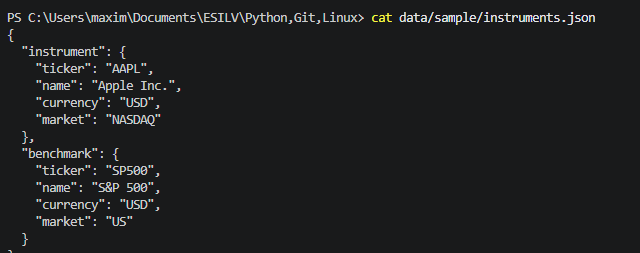 PS C:\Users\maxim\Documents\ESILV\Python,Git,Linux> cat data/sample/instruments.json
{
  "instrument": {
    "ticker": "AAPL",
    "name": "Apple Inc.",
    "currency": "USD",
    "market": "NASDAQ"
  },
  "benchmark": {
    "ticker": "SP500",
    "name": "S&P 500",
    "currency": "USD",
    "market": "US"
  }
}